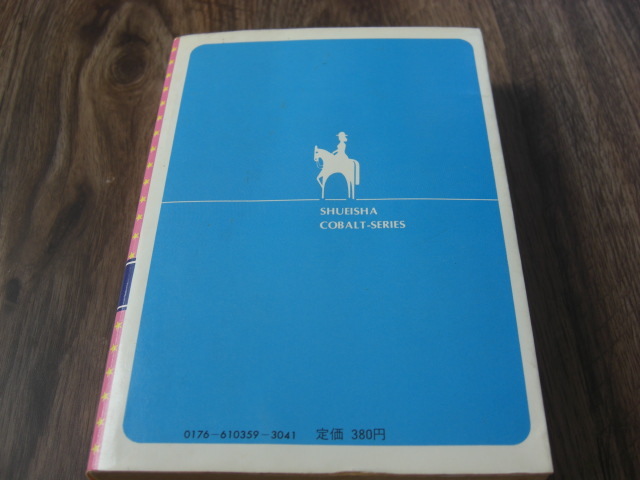 SHUEISHA
COBALT-SERIES
0176-610359-3041 定価 380円